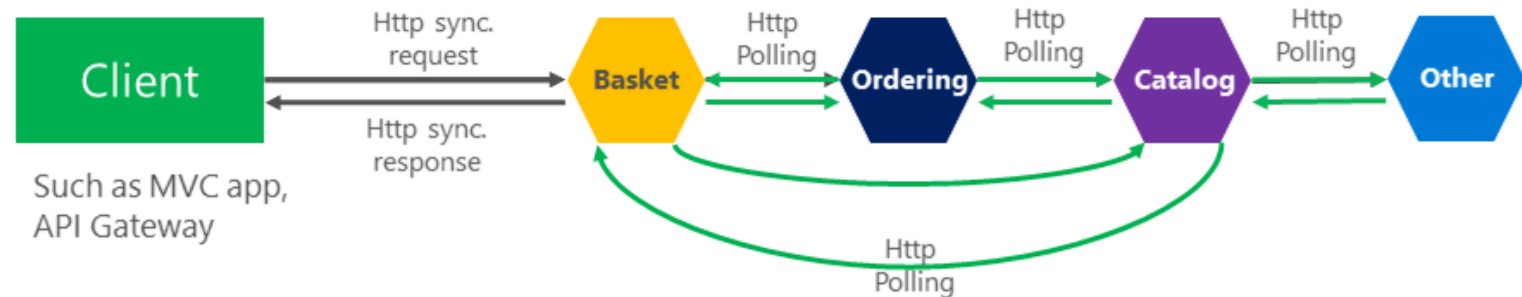 Client
Such as MVC app,
API Gateway
Http sync.
request
Http sync.
response
Basket
Http
Polling
Ordering
Http
Polling
Catalog
Http
Polling
Other
Http
Polling